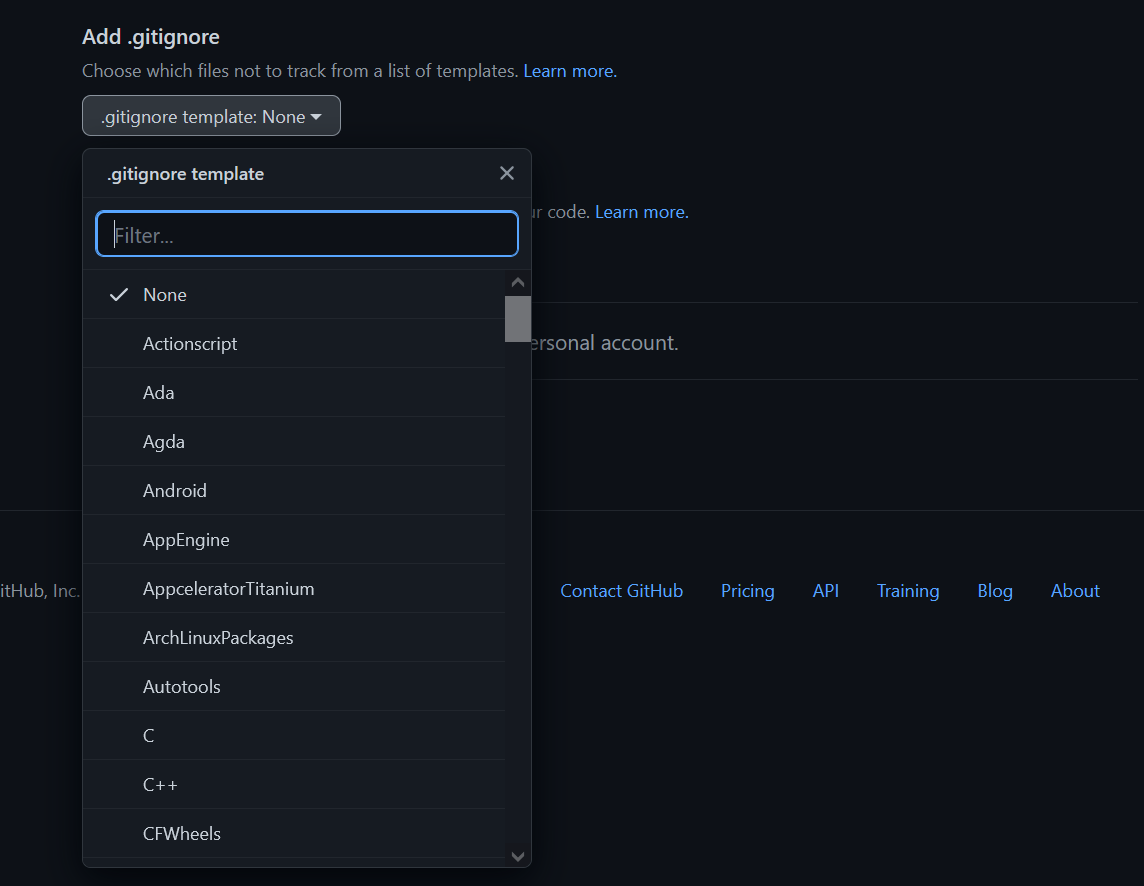 Add .gitignore
Choose which files not to track from a list of templates. Learn more.
.gitignore template: None
.gitignore template
ur code. Learn more.
Filter...
None
ersonal account.
Actionscript
Ada
Agda
Android
AppEngine
itHub, Inc.
Contact GitHub Pricing API Training Blog About
AppceleratorTitanium
ArchLinuxPackages
Autotools
C
C++
CFWheels